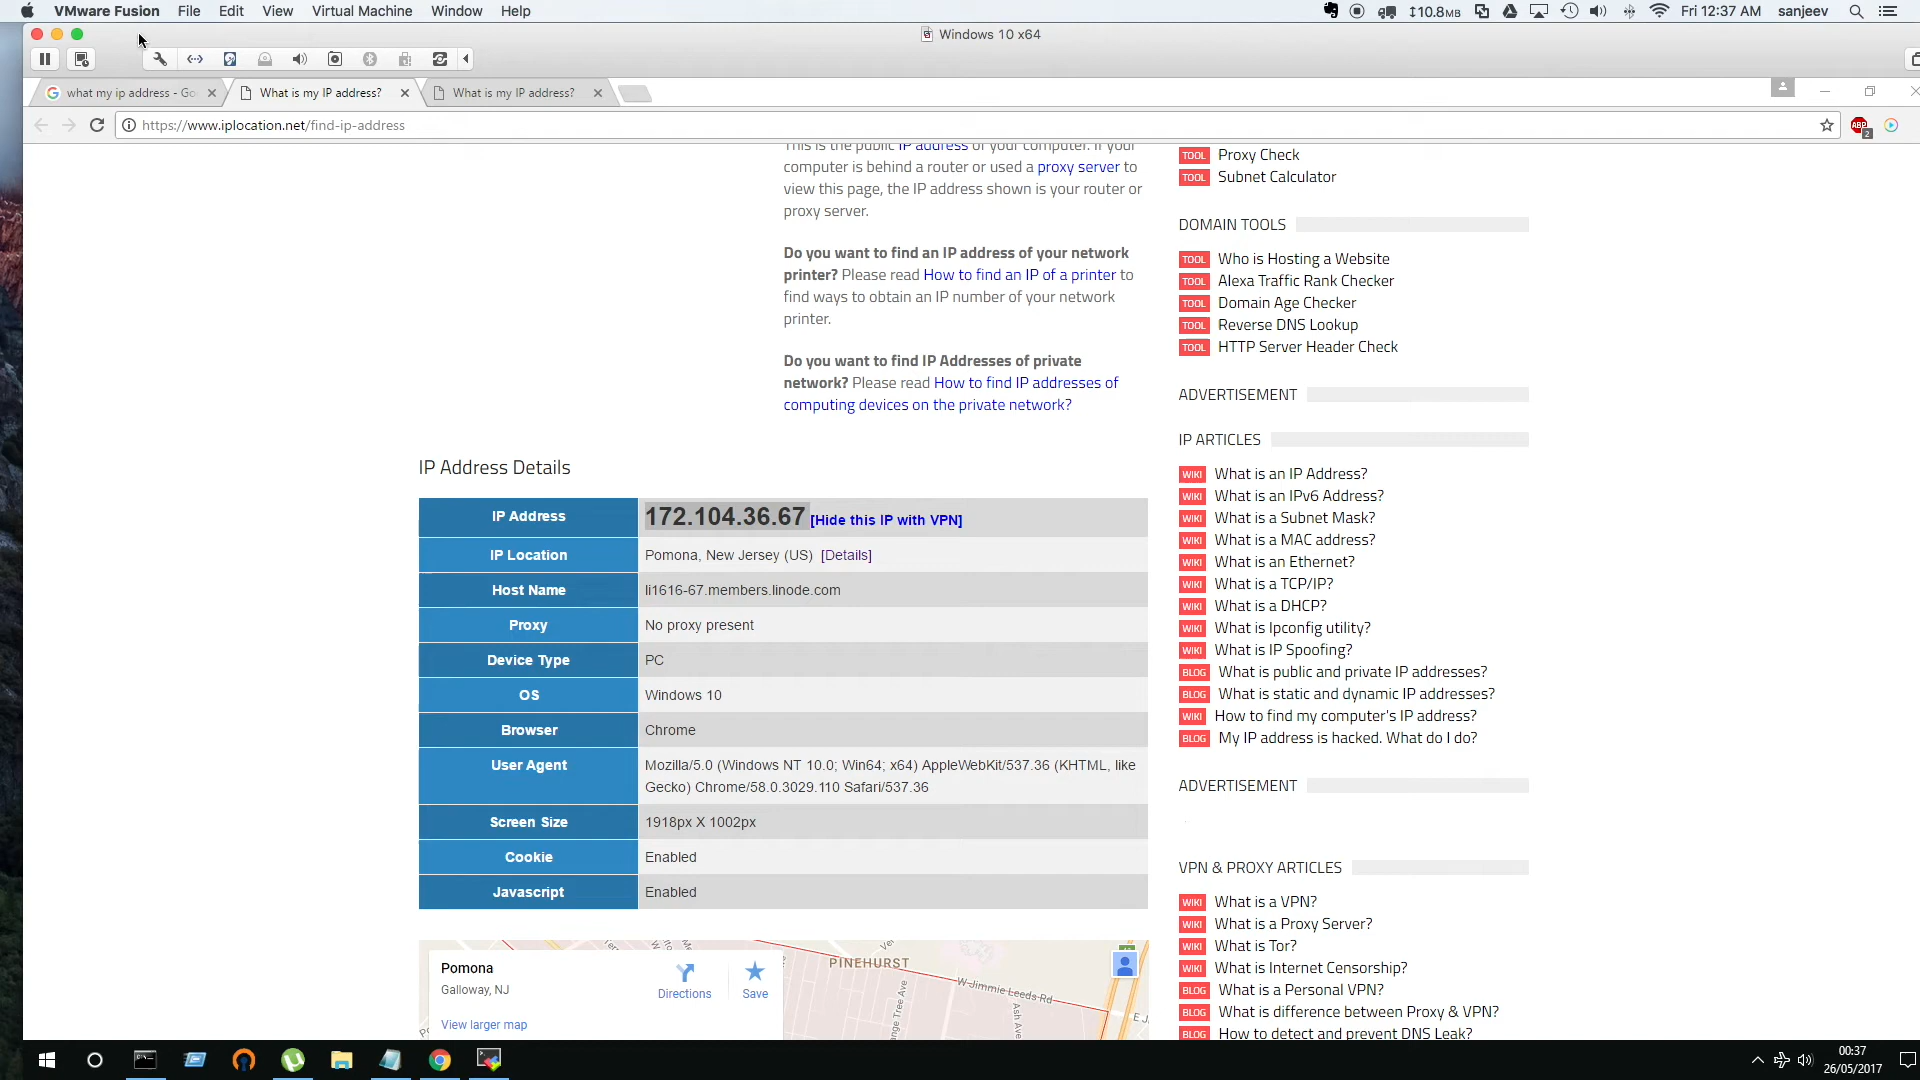 VMware Fusion File Edit View Virtual Machine Window Help
10.8MB Fri 12:37 AM sanjeev
Windows 10 x64
what my ip address - Go
What is my IP address?
What is my IP address?
https://www.iplocation.net/find-ip-address
ABP
2
This is the public IP address of your computer. If your
computer is behind a router or used a proxy server to
view this page, the IP address shown is your router or
proxy server.
Do you want to find an IP address of your network
printer? Please read How to find an IP of a printer to
find ways to obtain an IP number of your network
printer.
Do you want to find IP Addresses of private
network? Please read How to find IP addresses of
computing devices on the private network?
IP Address Details
IP Address 172.104.36.67 [Hide this IP with VPN]
IP Location Pomona, New Jersey (US) [Details]
Host Name li1616-67.members.linode.com
Proxy No proxy present
Device Type PC
OS Windows 10
Browser Chrome
User Agent Mozilla/5.0 (Windows NT 10.0; Win64; x64) AppleWebKit/537.36 (KHTML, like
Gecko) Chrome/58.0.3029.110 Safari/537.36
Screen Size 1918px X 1002px
Cookie Enabled
Javascript Enabled
Pomona
Galloway, NJ
Directions
Save
View larger map
PINEHURST
W Jimmie Leeds Rd
Ash Ave
TOOL Proxy Check
TOOL Subnet Calculator
DOMAIN TOOLS
TOOL Who is Hosting a Website
TOOL Alexa Traffic Rank Checker
TOOL Domain Age Checker
TOOL Reverse DNS Lookup
TOOL HTTP Server Header Check
ADVERTISEMENT
IP ARTICLES
WIKI What is an IP Address?
WIKI What is an IPv6 Address?
WIKI What is a Subnet Mask?
WIKI What is a MAC address?
WIKI What is an Ethernet?
WIKI What is a TCP/IP?
WIKI What is a DHCP?
WIKI What is Ipconfig utility?
WIKI What is IP Spoofing?
BLOG What is public and private IP addresses?
BLOG What is static and dynamic IP addresses?
WIKI How to find my computer's IP address?
BLOG My IP address is hacked. What do I do?
ADVERTISEMENT
VPN & PROXY ARTICLES
WIKI What is a VPN?
WIKI What is a Proxy Server?
WIKI What is Tor?
WIKI What is Internet Censorship?
BLOG What is a Personal VPN?
BLOG What is difference between Proxy & VPN?
BLOG How to detect and prevent DNS Leak?
00:37
26/05/2017